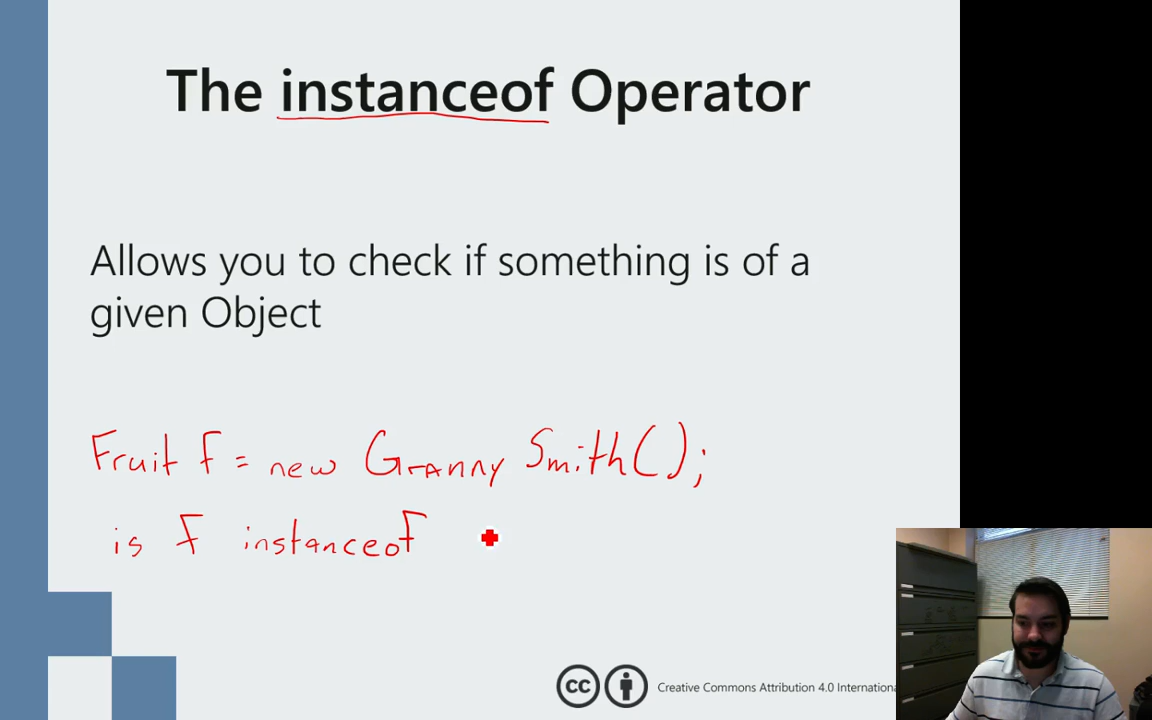 The instanceof Operator
Allows you to check if something is of a
given Object
Fruit f = new Granny Smith();
is f instanceof
Creative Commons Attribution 4.0 Internationa